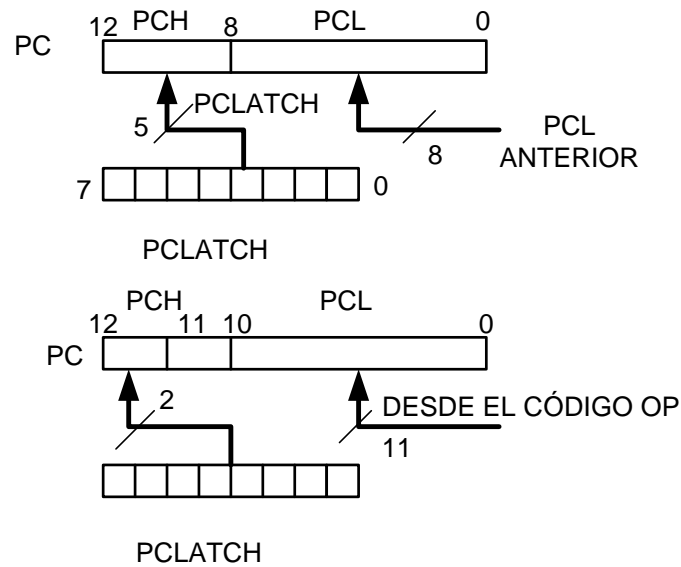 12 PCH 8 PCL 0
PC
PCLATCH
5
8
PCL
ANTERIOR
7 0
PCLATCH
PCH PCL
12 11 10 0
PC
2
DESDE EL CÓDIGO OP
11
PCLATCH